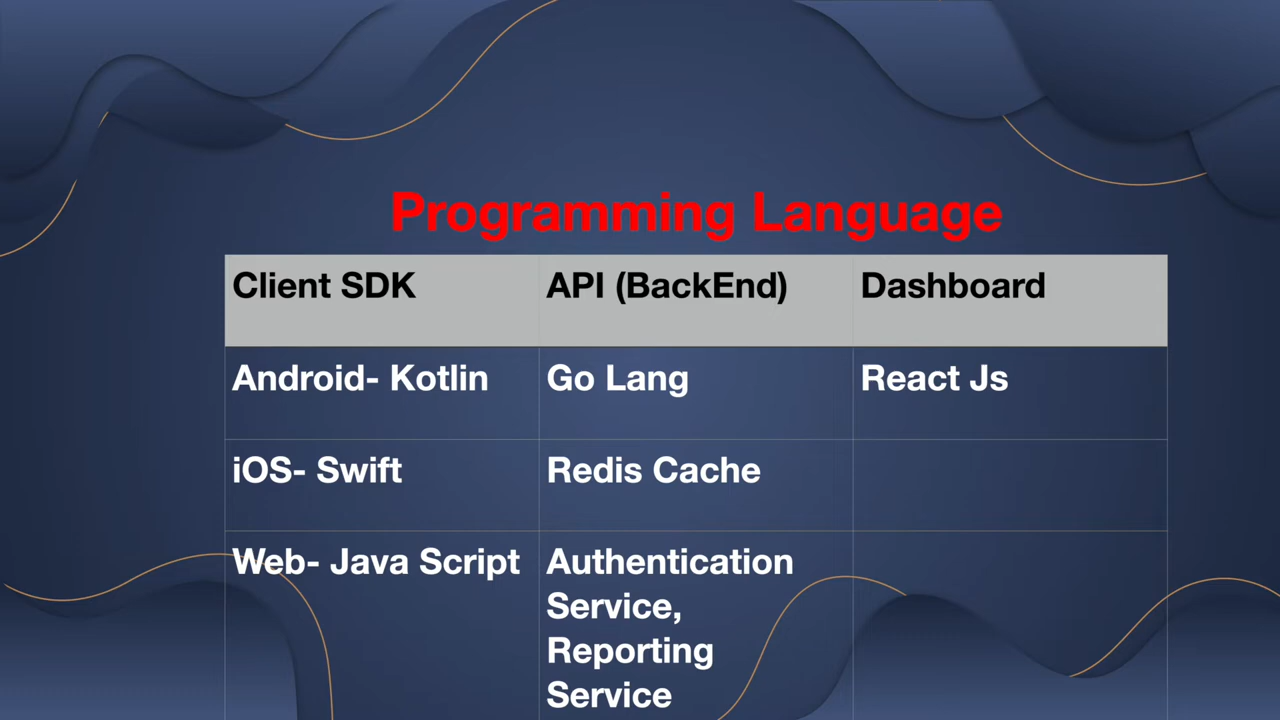 Programming Language
Client SDK
API (BackEnd)
Dashboard
Android- Kotlin
Go Lang
React Js
iOS- Swift
Redis Cache
Web- Java Script
Authentication
Service,
Reporting
Service